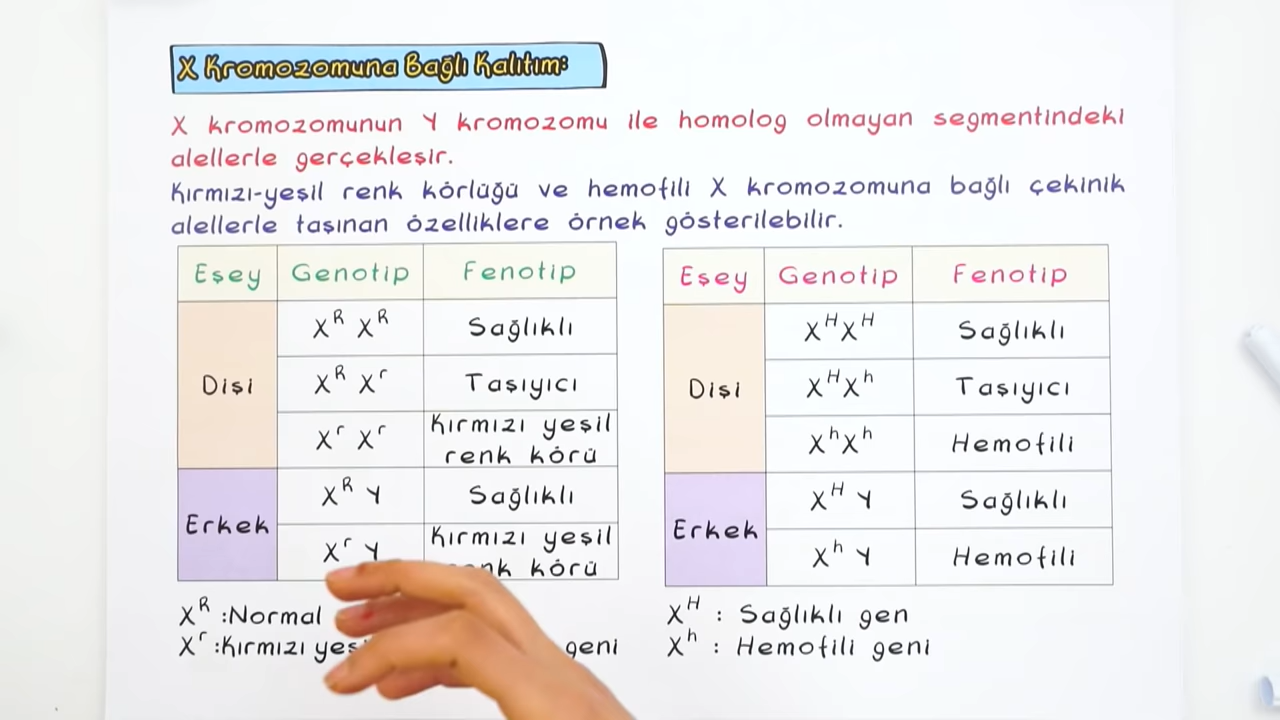 X Kromozomuna Bağlı Kalıtım:
X kromozomunun Y kromozomu ile homolog olmayan segmentindeki
alellerle gerçekleşir.
Kırmızı-yeşil renk körlüğü ve hemofili X kromozomuna bağlı çekinik
alellerle taşınan özelliklere örnek gösterilebilir.
Eşey Genotip Fenotip
Dişi
X^R X^R Sağlıklı
X^R X^r Taşıyıcı
X^r X^r Kırmızı yeşil
renk körü
Erkek
X^R Y Sağlıklı
X^r Y Kırmızı yeşil
körü
X^R :Normal
X^r :Kırmızı geni
Eşey Genotip Fenotip
Dişi
X^H X^H Sağlıklı
X^H X^h Taşıyıcı
X^h X^h Hemofili
Erkek
X^H Y Sağlıklı
X^h Y Hemofili
X^H : Sağlıklı gen
X^h : Hemofili geni